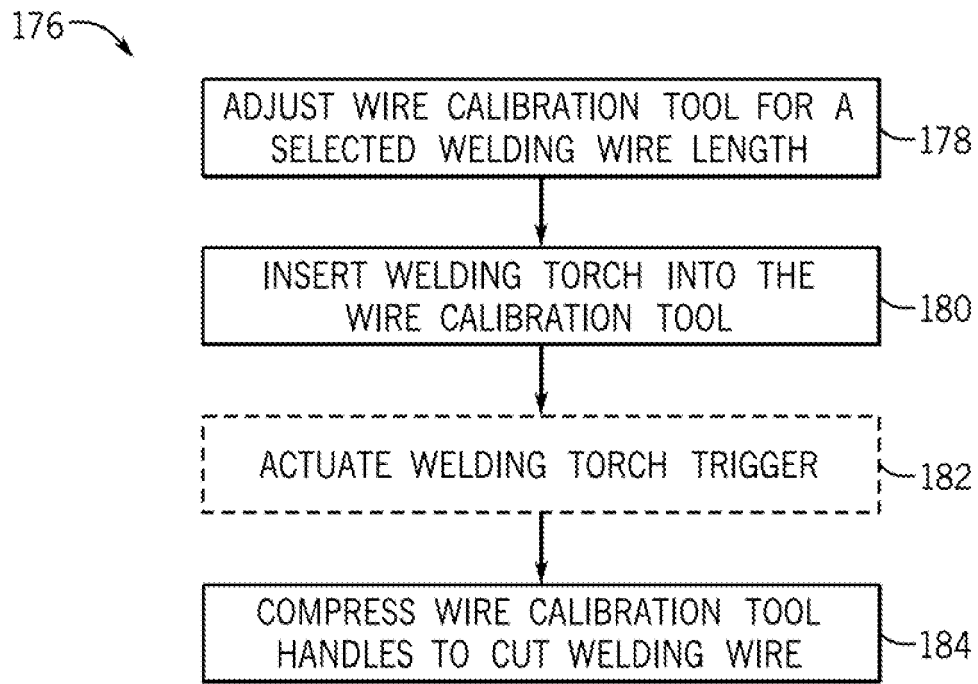 176
ADJUST WIRE CALIBRATION TOOL FOR A
SELECTED WELDING WIRE LENGTH
178
INSERT WELDING TORCH INTO THE
WIRE CALIBRATION TOOL
180
ACTUATE WELDING TORCH TRIGGER
182
COMPRESS WIRE CALIBRATION TOOL
HANDLES TO CUT WELDING WIRE
184